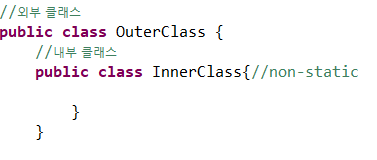 //외부 클래스
public class OuterClass {
//내부 클래스
public class InnerClass{//non-static
}
}